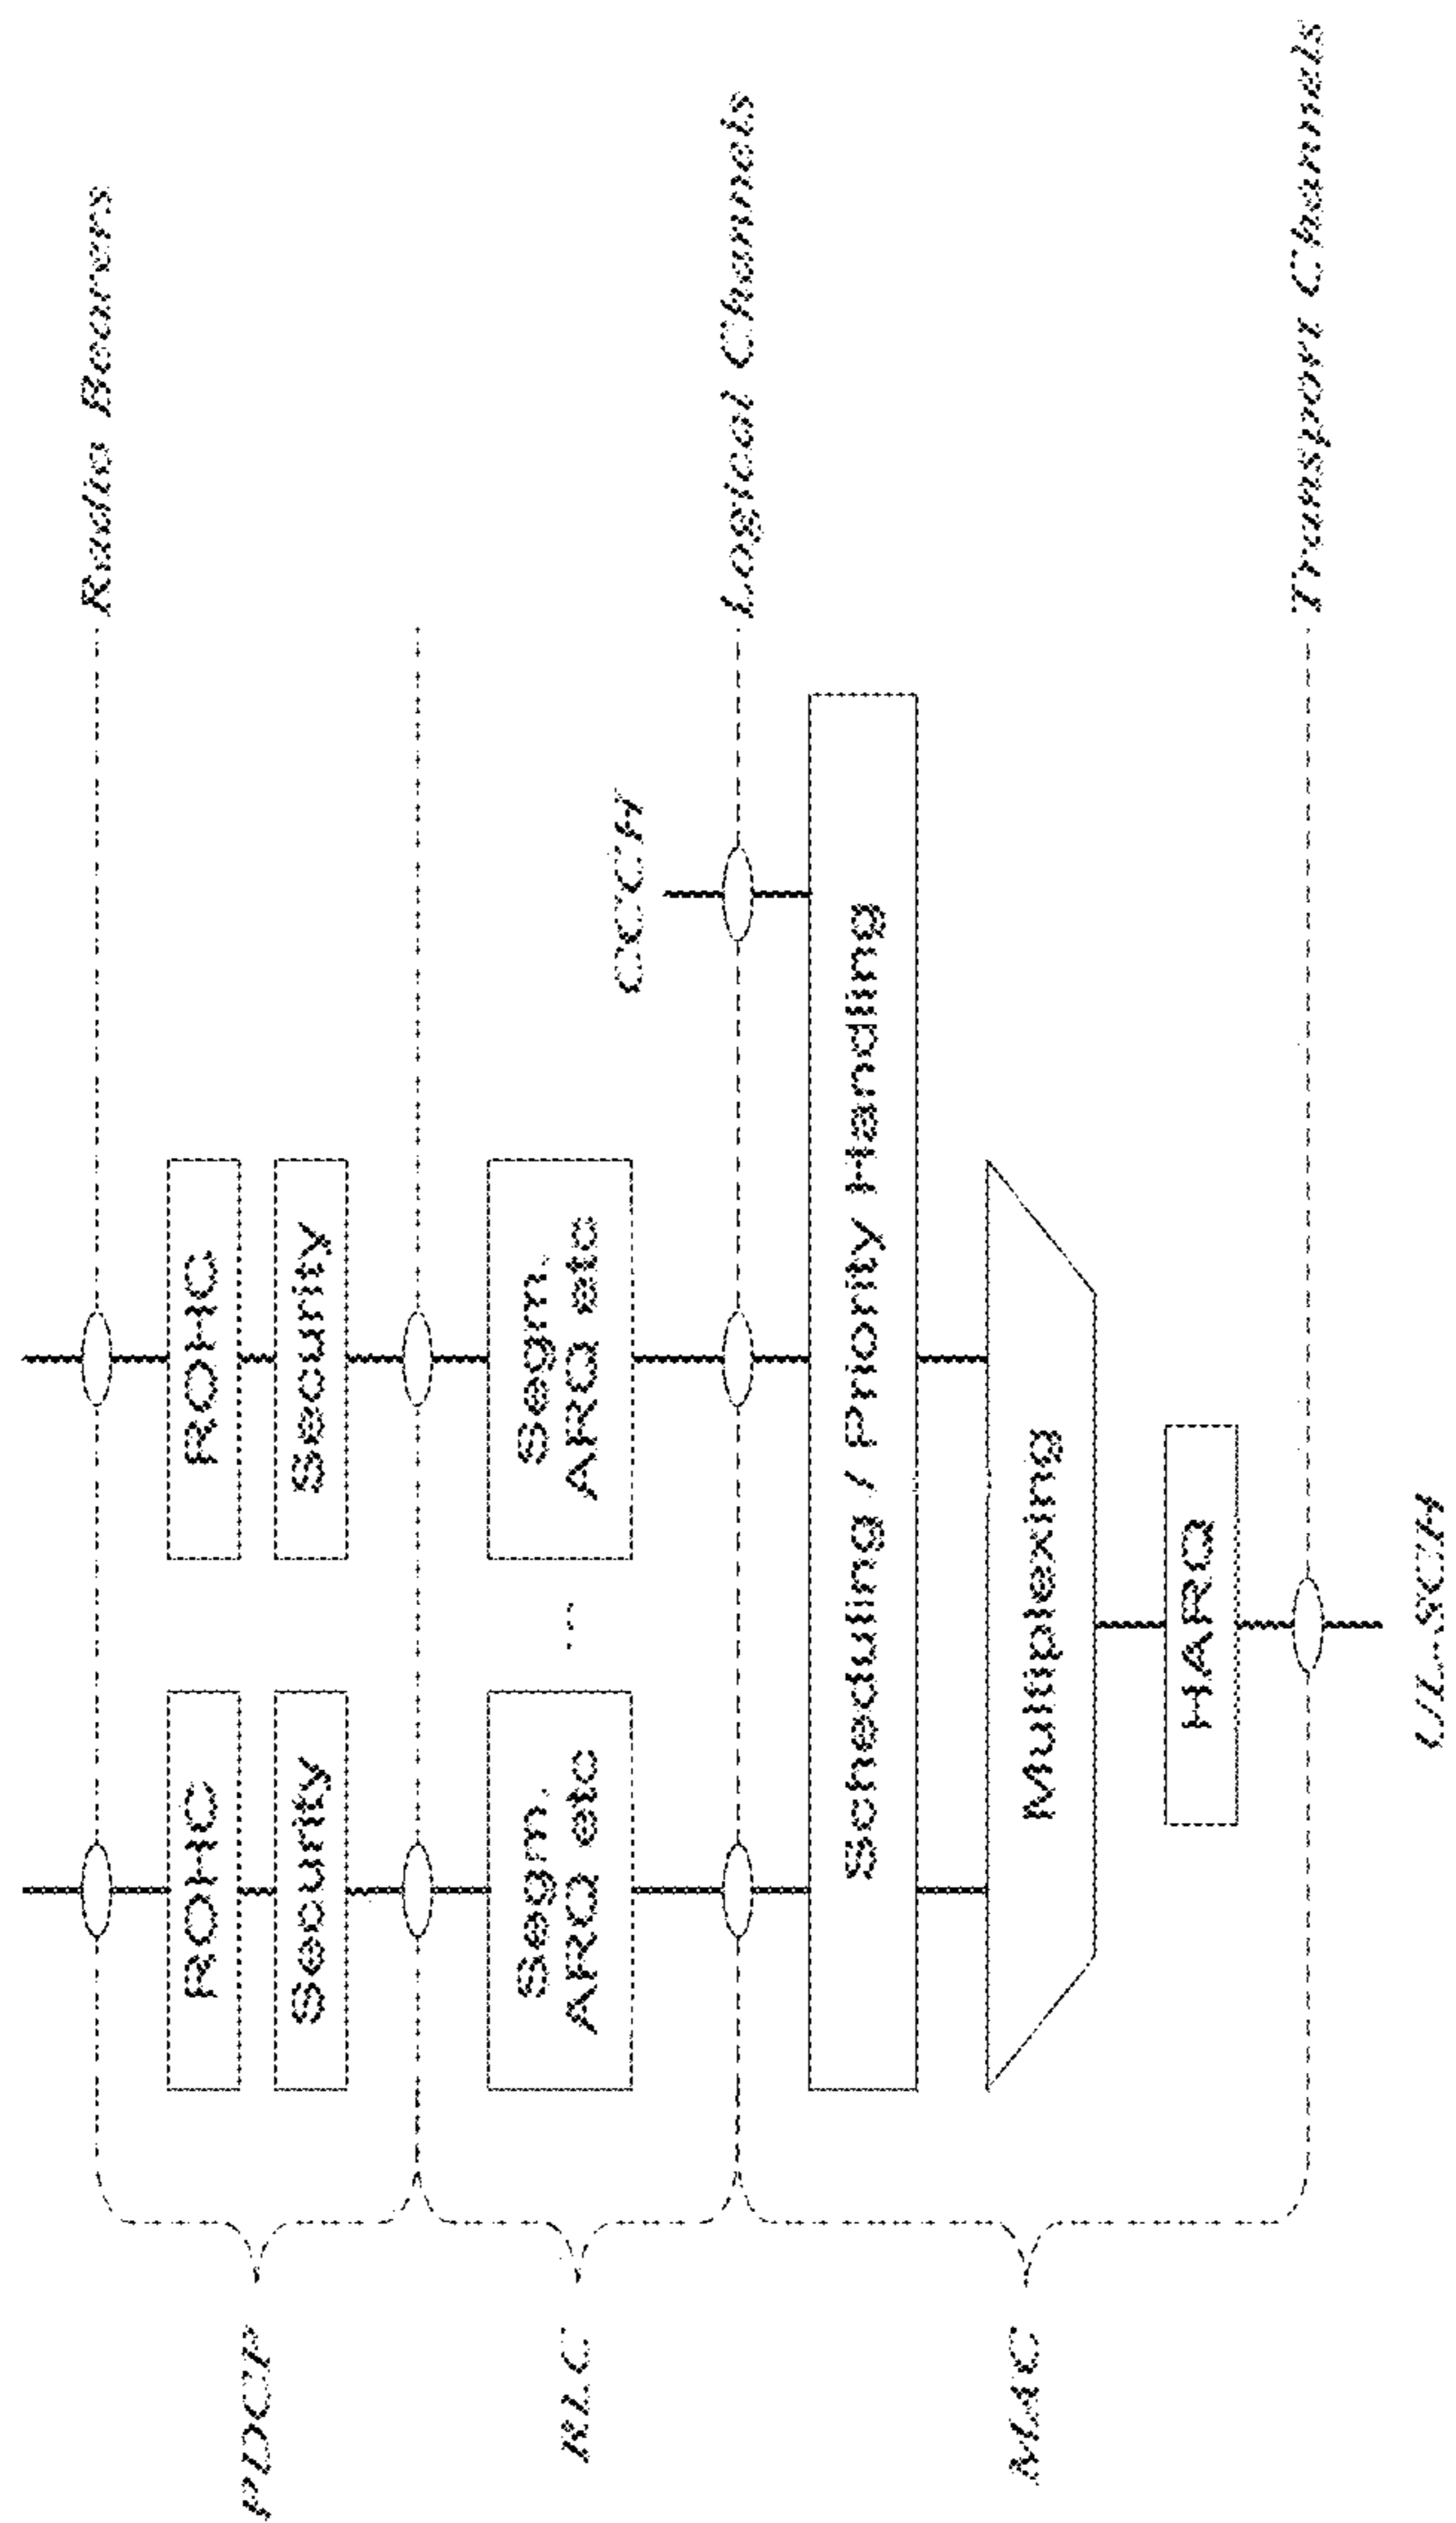 Radio Bearers
ROHC
ROHC
PDCP
Security
Security
Segm.
ARQ etc
...
Segm.
ARQ etc
RLC
CCCH
Logical Channels
Scheduling / Priority Handling
Multiplexing
MAC
HARQ
Transport Channels
UL-SCH